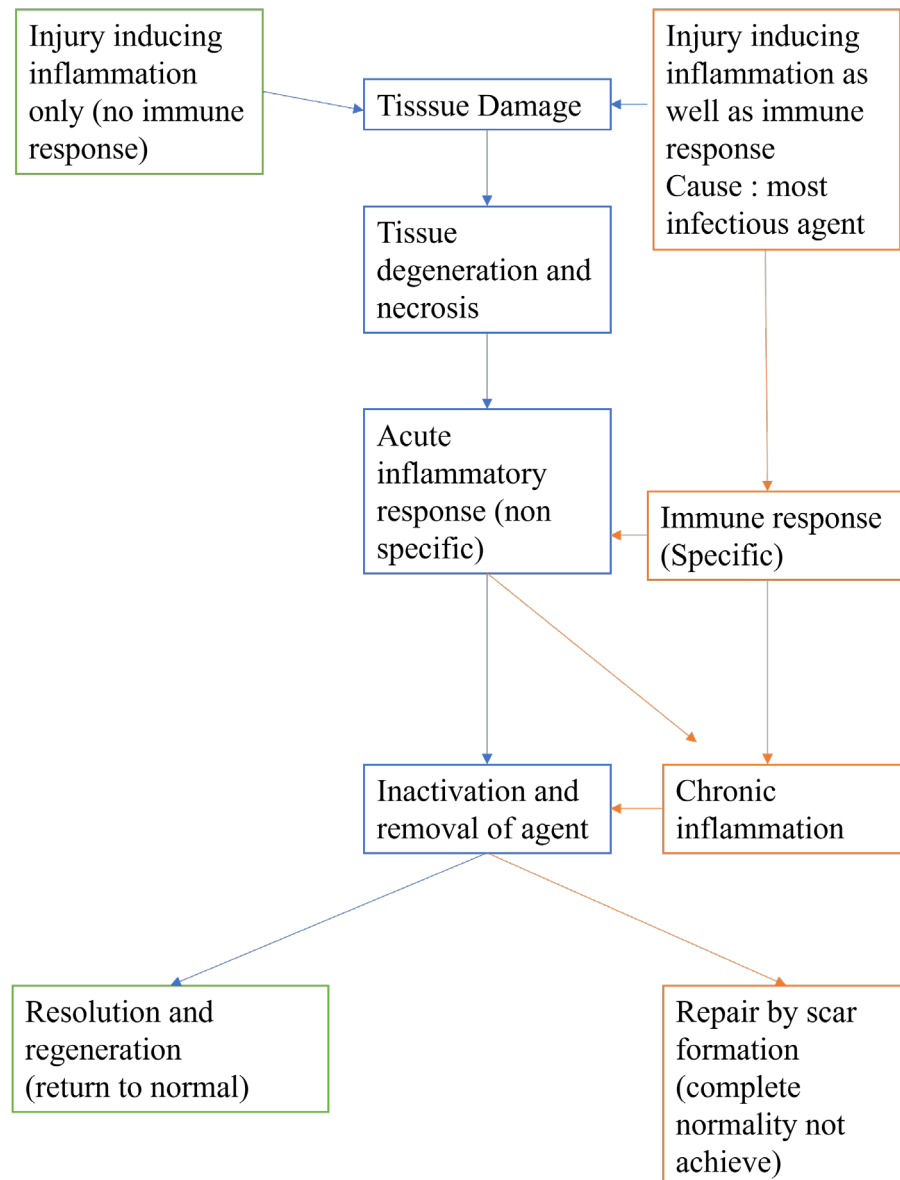 Injury inducing
inflammation
only (no immune
response)
Tisssue Damage
Injury inducing
inflammation as
well as immune
response
Cause : most
infectious agent
Tissue
degeneration and
necrosis
Acute
inflammatory
response (non
specific)
Immune response
(Specific)
Inactivation and
removal of agent
Chronic
inflammation
Resolution and
regeneration
(return to normal)
Repair by scar
formation
(complete
normality not
achieve)